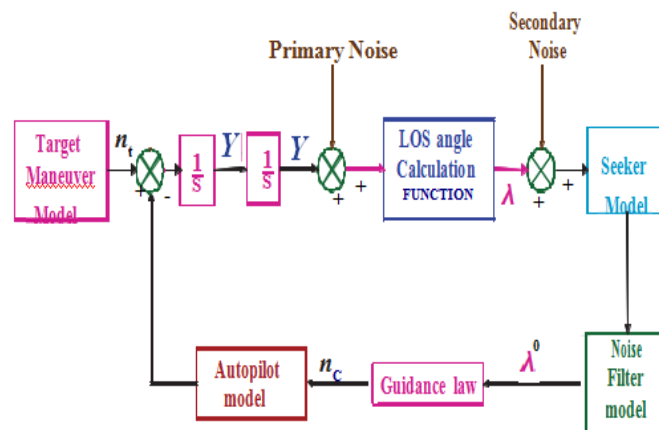 Primary Noise
Secondary
Noise
Target
Maneuver
Model
n t
+
-
1
S
Y|
1
S
Y
+
+
LOS angle
Calculation
FUNCTION
λ
+
+
Seeker
Model
Autopilot
model
n C
Guidance law
λ 0
Noise
Filter
model